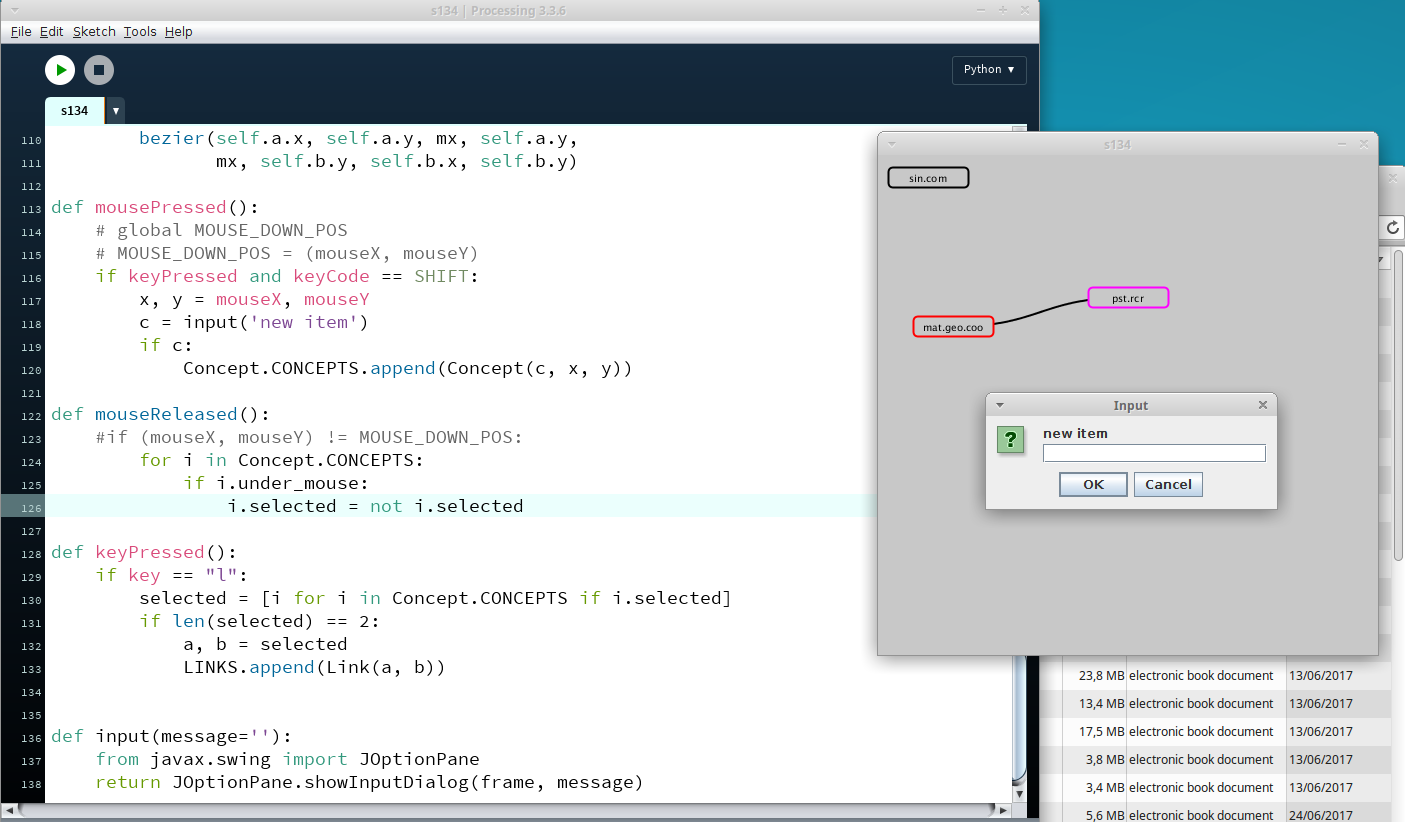 s134 | Processing 3.3.6
File Edit Sketch Tools Help
Python ▼
s134 ▼
110         bezier(self.a.x, self.a.y, mx, self.a.y,
111                mx, self.b.y, self.b.x, self.b.y)
112
113 def mousePressed():
114     # global MOUSE_DOWN_POS
115     # MOUSE_DOWN_POS = (mouseX, mouseY)
116     if keyPressed and keyCode == SHIFT:
117         x, y = mouseX, mouseY
118         c = input('new item')
119         if c:
120             Concept.CONCEPTS.append(Concept(c, x, y))
121
122 def mouseReleased():
123     #if (mouseX, mouseY) != MOUSE_DOWN_POS:
124         for i in Concept.CONCEPTS:
125             if i.under_mouse:
126                 i.selected = not i.selected
127
128 def keyPressed():
129     if key == "l":
130         selected = [i for i in Concept.CONCEPTS if i.selected]
131         if len(selected) == 2:
132             a, b = selected
133             LINKS.append(Link(a, b))
134
135
136 def input(message=''):
137     from javax.swing import JOptionPane
138     return JOptionPane.showInputDialog(frame, message)
s134
sin.com
pst.rcr
mat.geo.coo
Input
? new item
OK Cancel
23,8 MB electronic book document 13/06/2017
13,4 MB electronic book document 13/06/2017
17,5 MB electronic book document 13/06/2017
3,8 MB electronic book document 13/06/2017
3,4 MB electronic book document 13/06/2017
5,6 MB electronic book document 24/06/2017